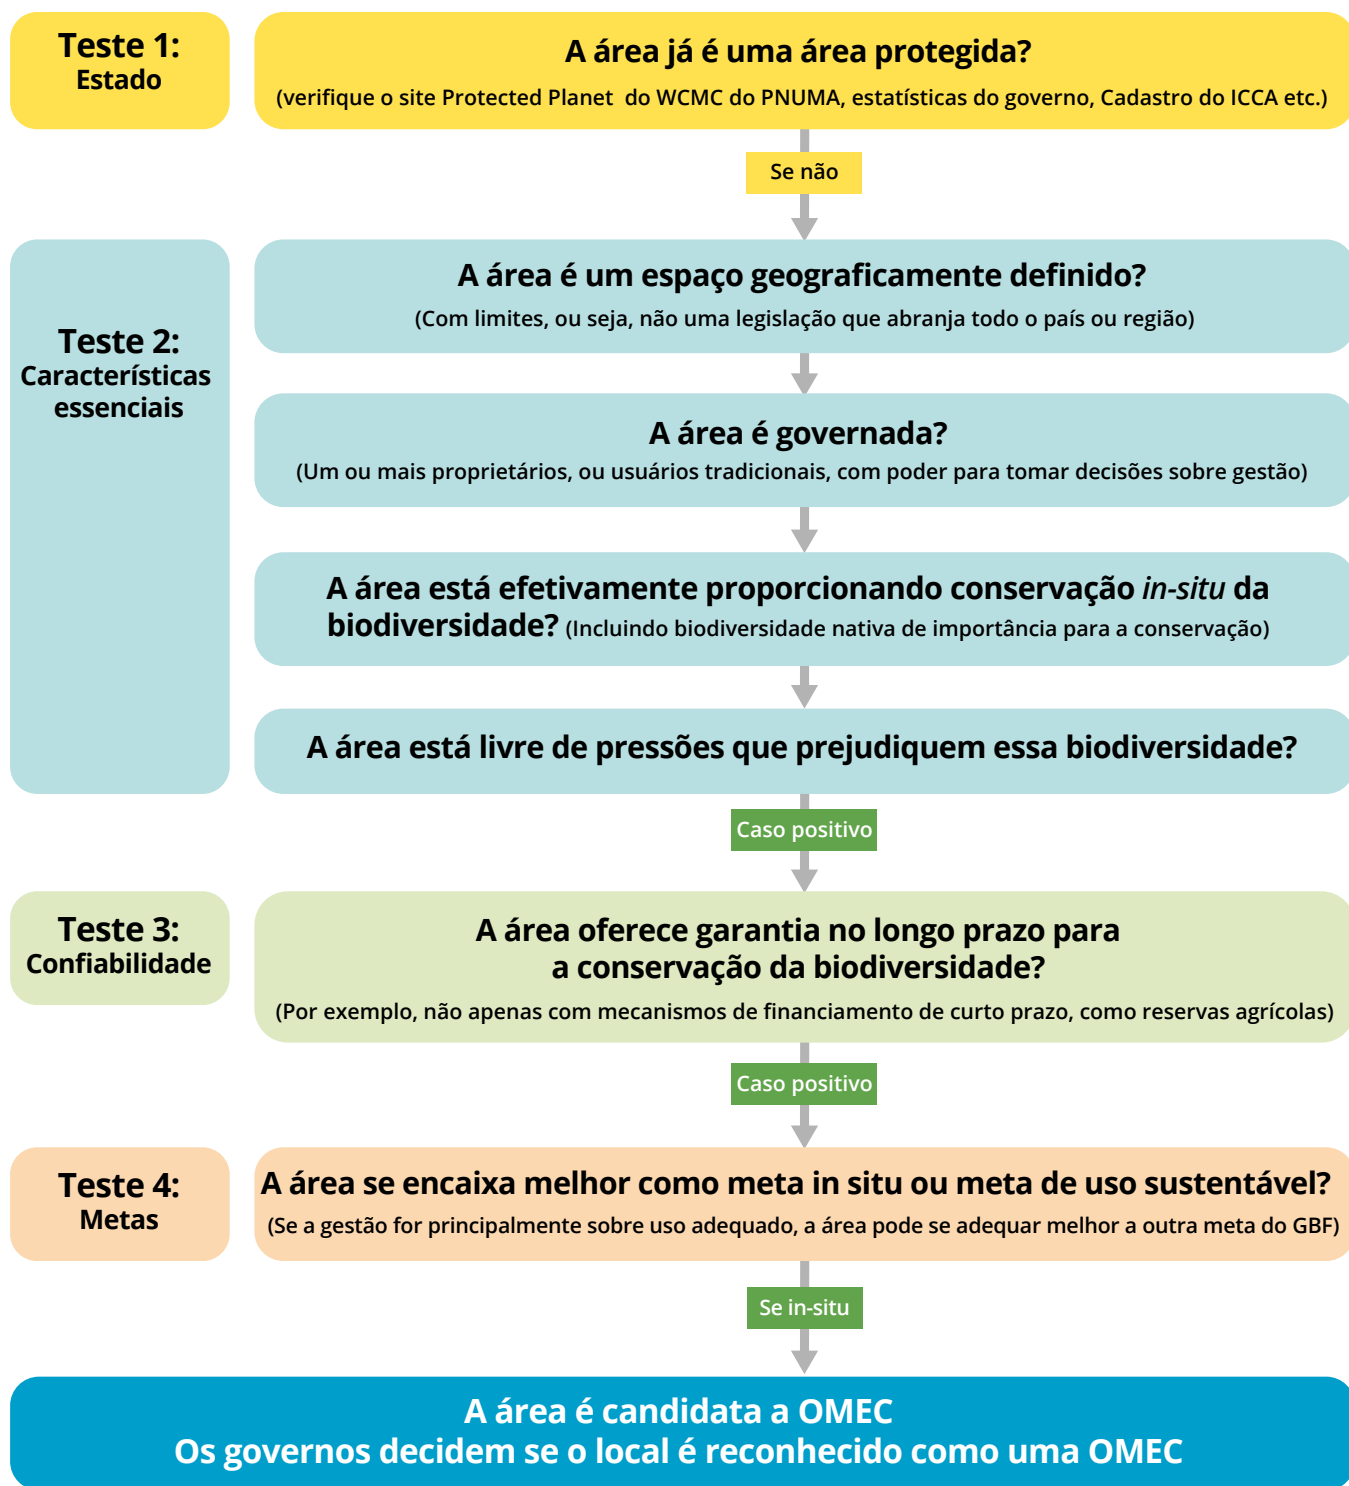 Teste 1:
Estado
A área já é uma área protegida?
(verifique o site Protected Planet do WCMC do PNUMA, estatísticas do governo, Cadastro do ICCA etc.)
Se não
Teste 2:
Características
essenciais
A área é um espaço geograficamente definido?
(Com limites, ou seja, não uma legislação que abranja todo o país ou região)
A área é governada?
(Um ou mais proprietários, ou usuários tradicionais, com poder para tomar decisões sobre gestão)
A área está efetivamente proporcionando conservação in-situ da
biodiversidade? (Incluindo biodiversidade nativa de importância para a conservação)
A área está livre de pressões que prejudiquem essa biodiversidade?
Caso positivo
Teste 3:
Confiabilidade
A área oferece garantia no longo prazo para
a conservação da biodiversidade?
(Por exemplo, não apenas com mecanismos de financiamento de curto prazo, como reservas agrícolas)
Caso positivo
Teste 4:
Metas
A área se encaixa melhor como meta in situ ou meta de uso sustentável?
(Se a gestão for principalmente sobre uso adequado, a área pode se adequar melhor a outra meta do GBF)
Se in-situ
A área é candidata a OMEC
Os governos decidem se o local é reconhecido como uma OMEC